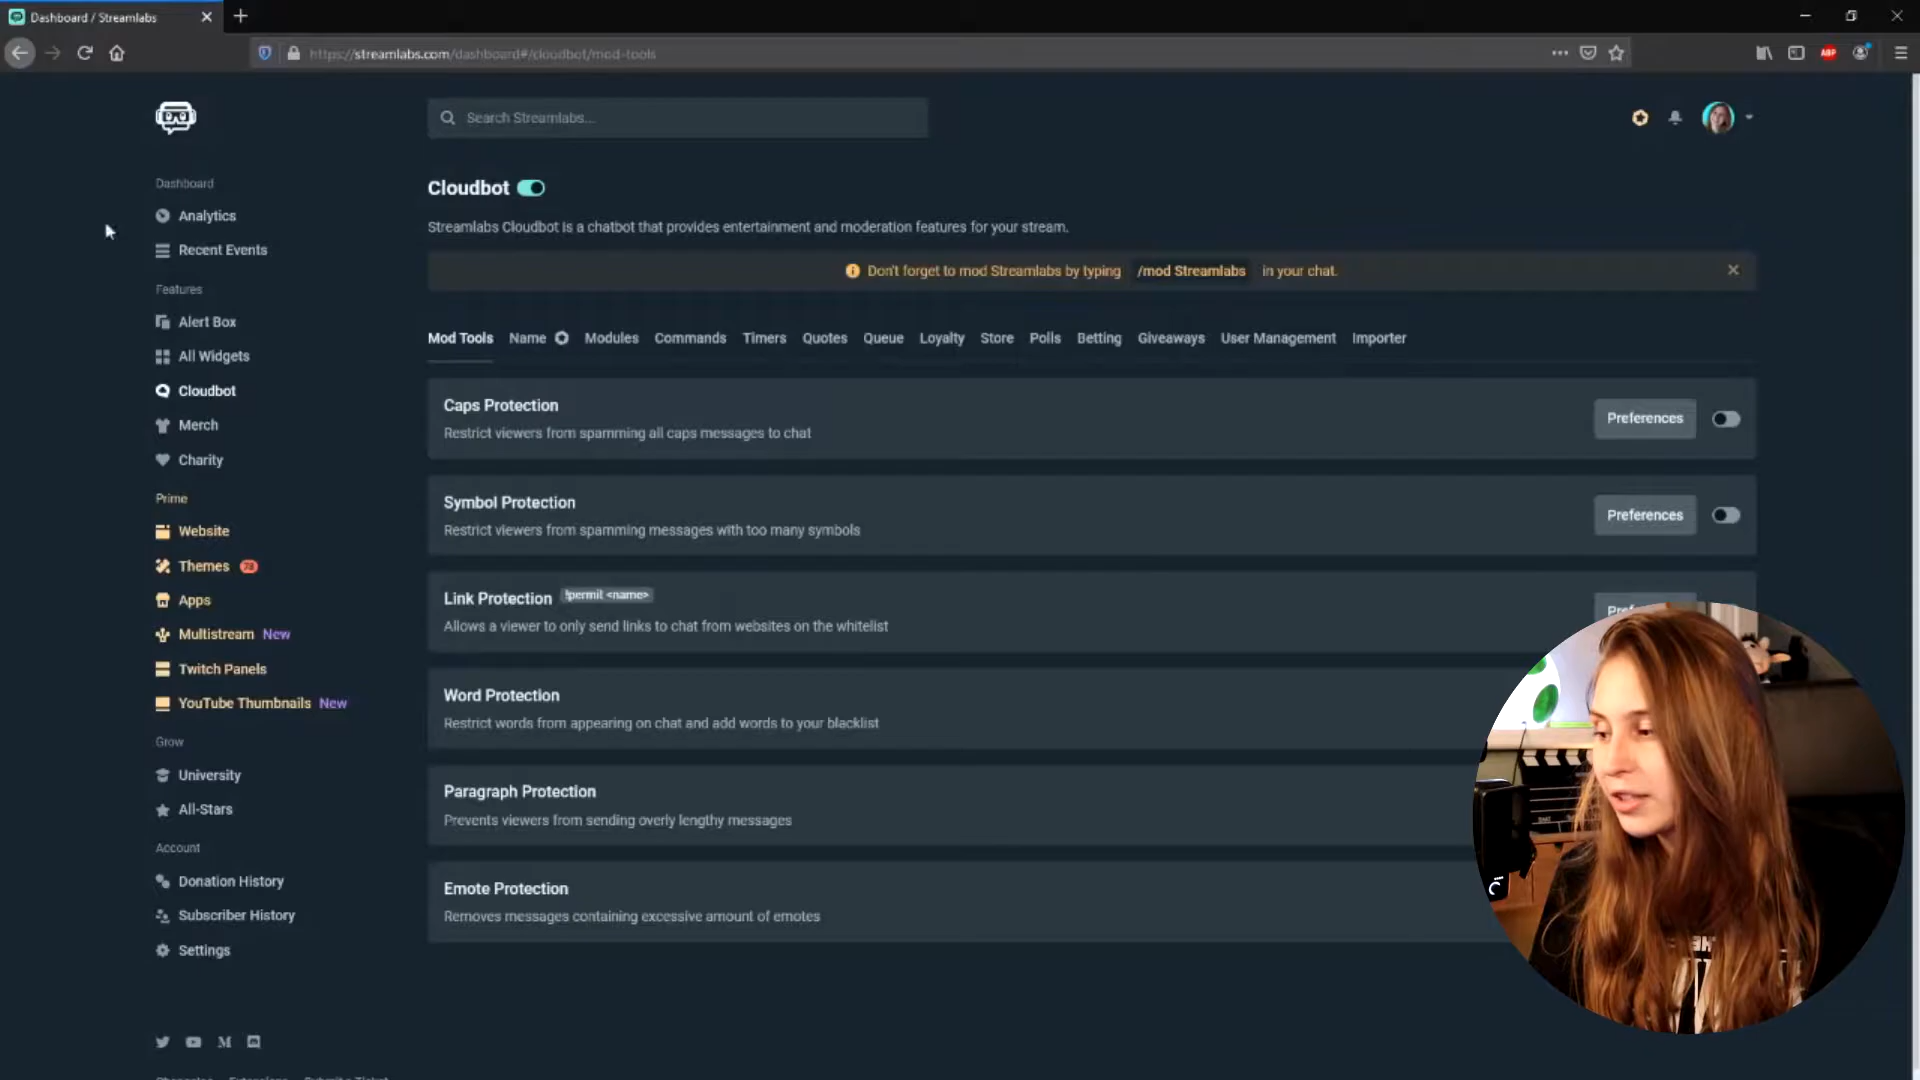 Dashboard / Streamlabs
https://streamlabs.com/dashboard#/cloudbot/mod-tools
ABP
Search Streamlabs...
Dashboard
Analytics
Recent Events
Features
Alert Box
All Widgets
Cloudbot
Merch
Charity
Prime
Website
Themes 78
Apps
Multistream New
Twitch Panels
YouTube Thumbnails New
Grow
University
All-Stars
Account
Donation History
Subscriber History
Settings
Cloudbot
Streamlabs Cloudbot is a chatbot that provides entertainment and moderation features for your stream.
Don't forget to mod Streamlabs by typing /mod Streamlabs in your chat.
Mod Tools Name Modules Commands Timers Quotes Queue Loyalty Store Polls Betting Giveaways User Management Importer
Caps Protection
Restrict viewers from spamming all caps messages to chat
Preferences
Symbol Protection
Restrict viewers from spamming messages with too many symbols
Preferences
Link Protection !permit <name>
Allows a viewer to only send links to chat from websites on the whitelist
Word Protection
Restrict words from appearing on chat and add words to your blacklist
Paragraph Protection
Prevents viewers from sending overly lengthy messages
Emote Protection
Removes messages containing excessive amount of emotes